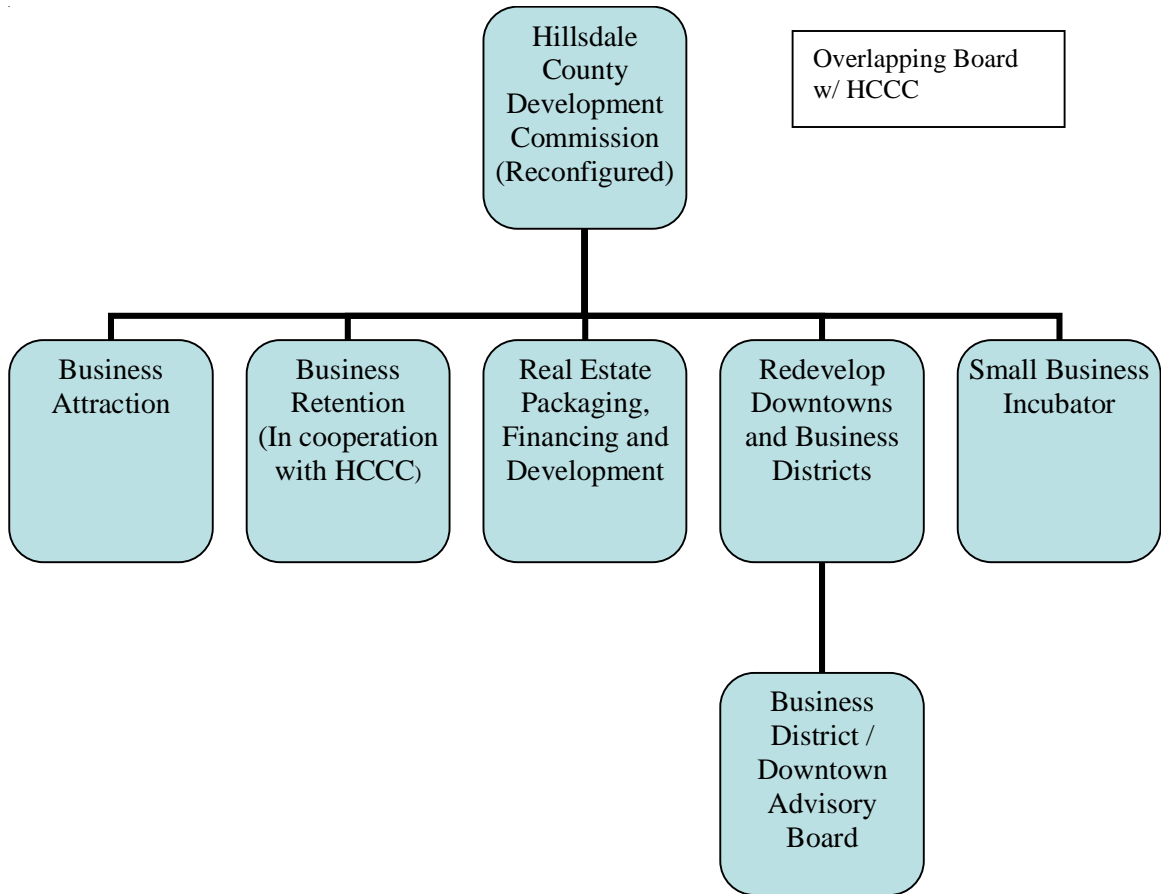 Hillsdale
County
Development
Commission
(Reconfigured)
Overlapping Board
w/ HCCC
Business
Attraction
Business
Retention
(In cooperation
with HCCC)
Real Estate
Packaging,
Financing and
Development
Redevelop
Downtowns
and Business
Districts
Small Business
Incubator
Business
District /
Downtown
Advisory
Board